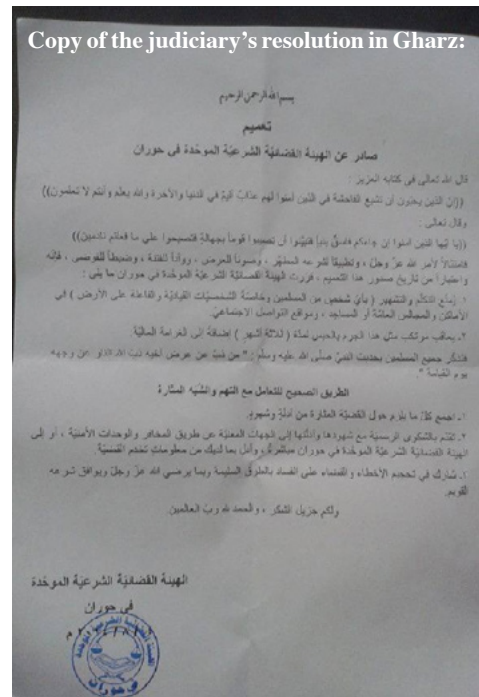 Copy of the judiciary's resolution in Gharz:
بسم الله الرحمن الرحيم
تعميم
صادر عن الهيئة القضائية الشرعية الموحدة في حوران
قال الله تعالى في كتابه العزيز :
((إن الذين يحبون أن تشيع الفاحشة في الذين آمنوا لهم عذاب أليم في الدنيا والآخرة والله يعلم وأنتم لا تعلمون))
وقال تعالى :
((يا أيها الذين آمنوا إن جاءكم فاسق بنبأ فتبينوا أن تصيبوا قوماً بجهالة فتصبحوا على ما فعلتم نادمين))
فامتثالاً لأمر الله عز وجل ، وتطبيقاً لشرعه المطهر ، وصوناً للعرض ، ووأداً للفتنة ، وضبطاً للفوضى ، فإنه
واعتباراً من تاريخ صدور هذا التعميم ، قررت الهيئة القضائية الشرعية الموحدة في حوران ما يلي :
١. منع التكلم والتشهير ( بأي شخص من المسلمين وخاصة الشخصيات القيادية والفاعلة على الأرض ) في
الأماكن والمجالس العامة أو المساجد ، ومواقع التواصل الاجتماعي.
٢. يعاقب مرتكب مثل هذا الجرم بالحبس لمدة ( ثلاثة أشهر ) إضافة إلى الغرامة المالية.
فنذكر جميع المسلمين بحديث النبي صلى الله عليه وسلم : " من ذب عن عرض أخيه ذب الله النار عن وجهه
يوم القيامة ".
الطريق الصحيح للتعامل مع التهم والشبه المثارة
١. اجمع كل ما يلزم حول القضية المثارة من أدلة وشهود.
٢. تقدم بالشكوى الرسمية مع شهودها وأدلتها إلى الجهات المعنية عن طريق المخافر والوحدات الأمنية ، أو إلى
الهيئة القضائية الشرعية الموحدة في حوران مباشرة ، وأدل بما لديك من معلومات تخدم القضية.
٣. شارك في تحجيم الأخطاء والقضاء على الفساد بالطرق السليمة وبما يرضي الله عز وجل ويوافق شرعه
القويم.
ولكم جزيل الشكر ، والحمد لله رب العالمين
الهيئة القضائية الشرعية الموحدة
في حوران